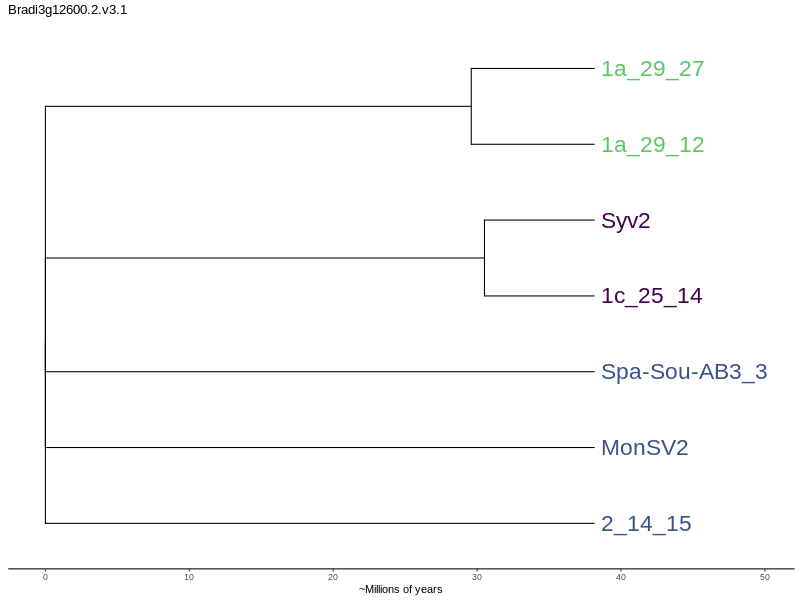 Bradi3g12600.2.v3.1
1a_29_27
1a_29_12
Syv2
1c_25_14
Spa-Sou-AB3_3
MonSV2
2_14_15
0 10 20 30 40 50
~Millions of years